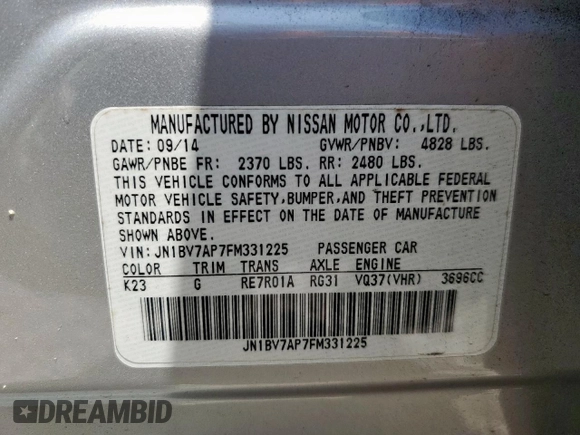 MANUFACTURED BY NISSAN MOTOR CO.,LTD.
DATE: 09/14 GVWR/PNBV: 4828 LBS.
GAWR/PNBE FR: 2370 LBS. RR: 2480 LBS.
THIS VEHICLE CONFORMS TO ALL APPLICABLE FEDERAL
MOTOR VEHICLE SAFETY,BUMPER,AND THEFT PREVENTION
STANDARDS IN EFFECT ON THE DATE OF MANUFACTURE
SHOWN ABOVE.
VIN: JN1BV7AP7FM331225 PASSENGER CAR
COLOR TRIM TRANS AXLE ENGINE
K23 G RE7R01A RG31 VQ37(VHR) 3696CC
JN1BV7AP7FM331225
DREAMBID